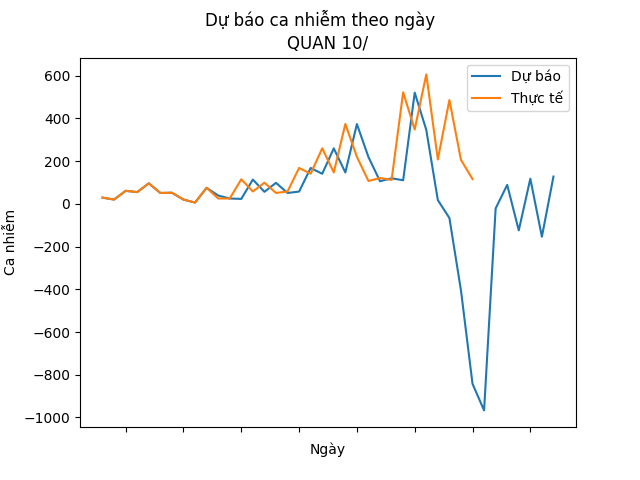 Dự báo ca nhiễm theo ngày
QUAN 10/
Dự báo
Thực tế
600
400
200
0
−200
−400
−600
−800
−1000
Ca nhiễm
Ngày